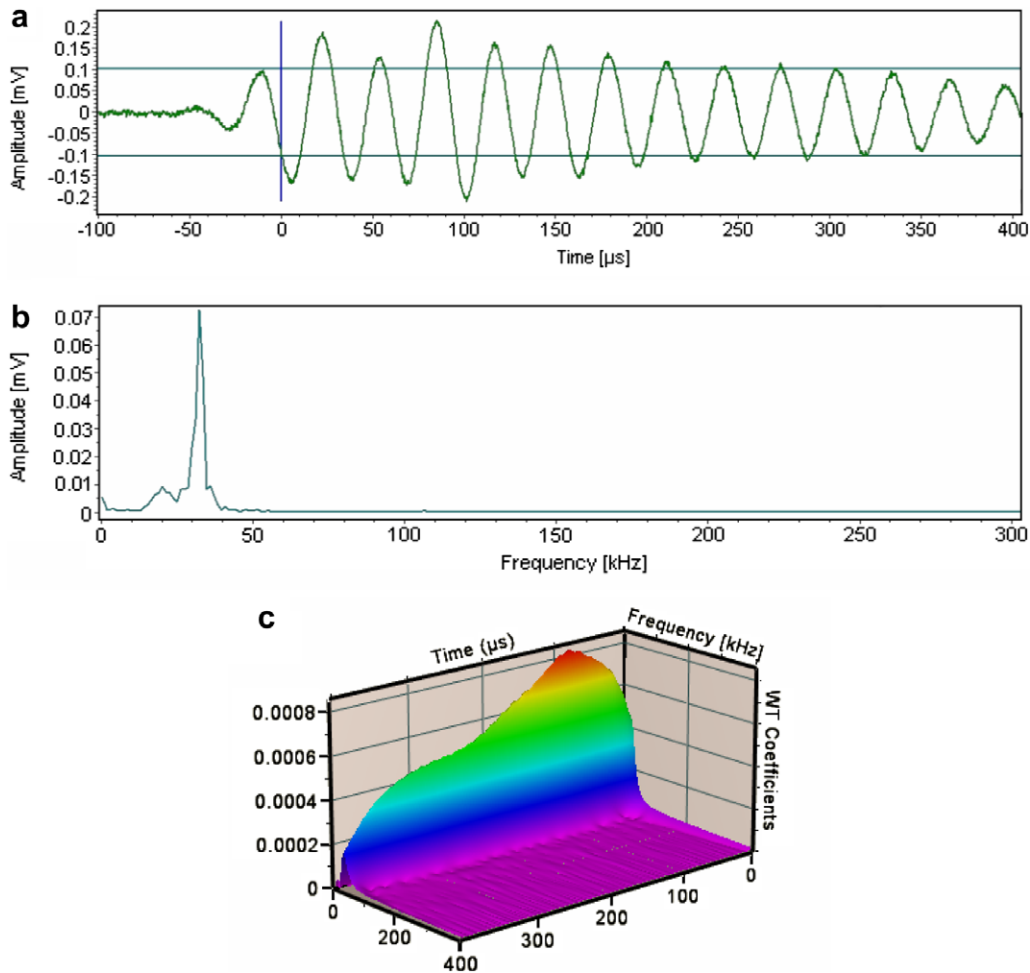 a
0.2
0.15
0.1
0.05
0
-0.05
-0.1
-0.15
-0.2
Amplitude [mV]
-100 -50 0 50 100 150 200 250 300 350 400
Time [µs]
b
0.07
0.06
0.05
0.04
0.03
0.02
0.01
0
Amplitude [mV]
0 50 100 150 200 250 300
Frequency [kHz]
c
Time (µs)
Frequency [kHz]
WT Coefficients
0.0008
0.0006
0.0004
0.0002
0
0 200 400
300 200 100 0